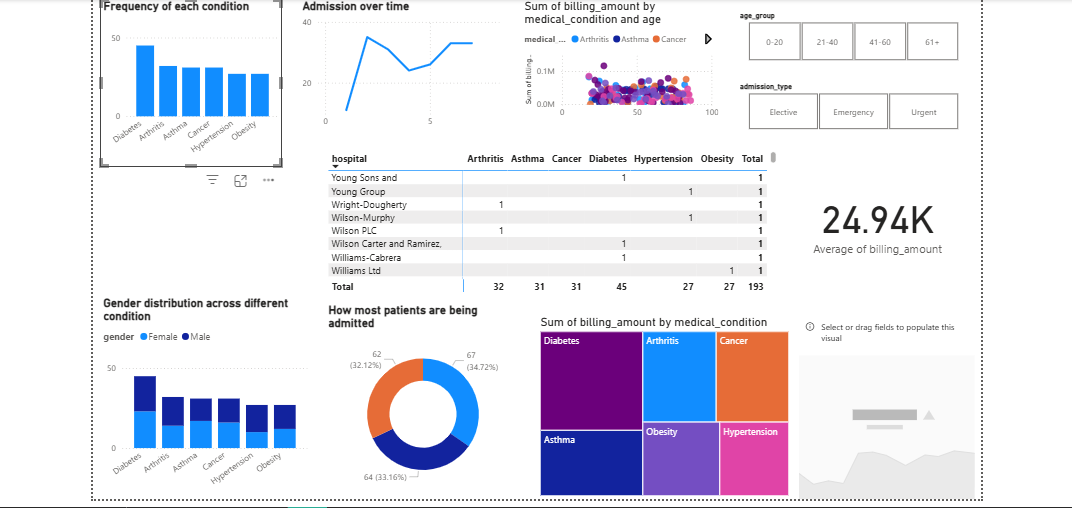 Frequency of each condition
50
0
Diabetes
Arthritis
Asthma
Cancer
Hypertension
Obesity
Admission over time
40
20
0
5
Sum of billing_amount by
medical_condition and age
medical ... Arthritis Asthma Cancer
Sum of billing...
0.1M
0.0M
0
50
100
age_group
0-20 21-40 41-60 61+
admission_type
Elective Emergency Urgent
hospital Arthritis Asthma Cancer Diabetes Hypertension Obesity Total
Young Sons and 1 1
Young Group 1 1
Wright-Dougherty 1 1
Wilson-Murphy 1 1
Wilson PLC 1 1
Wilson Carter and Ramirez, 1 1
Williams-Cabrera 1 1
Williams Ltd 1 1
Total 32 31 31 45 27 27 193
24.94K
Average of billing_amount
Gender distribution across different
condition
gender Female Male
50
0
Diabetes
Arthritis
Asthma
Cancer
Hypertension
Obesity
How most patients are being
admitted
62
(32.12%)
67
(34.72%)
64 (33.16%)
Sum of billing_amount by medical_condition
Diabetes
Arthritis
Cancer
Asthma
Obesity
Hypertension
Select or drag fields to populate this
visual